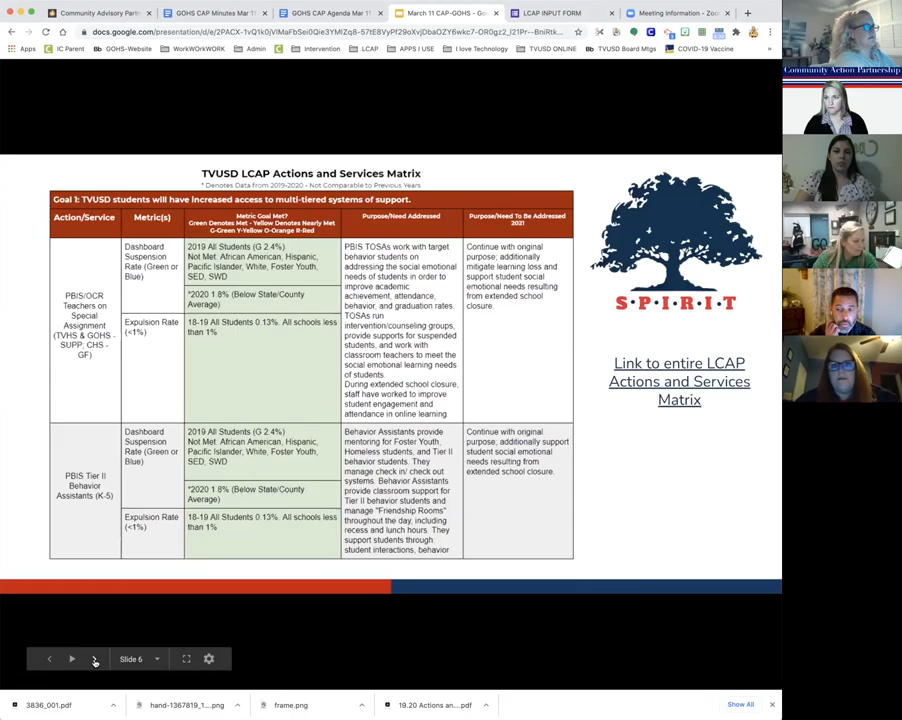 Community Advisory Partn
GOHS CAP Minutes Mar 11
GOHS CAP Agenda Mar 11
March 11 CAP-GOHS - Go
LCAP INPUT FORM
Meeting Information - Zoo
docs.google.com/presentation/d/e/2PACX-1vQ1k0jVIMaFbSei0Qie3YMIZq8-57tE8VyPf29oXvjDbaOZY6wkc7-OR0gz2_l21Pr--BniRtk
Apps
IC Parent
GOHS-Website
WorkWOrkWORK
Admin
Intervention
LCAP
APPS I USE
I love Technology
TVUSD ONLINE
TVUSD Board Mtgs
COVID-19 Vaccine
Community Action Partnership
TVUSD LCAP Actions and Services Matrix
* Denotes Data from 2019-2020 - Not Comparable to Previous Years
Goal 1: TVUSD students will have increased access to multi-tiered systems of support.
Action/Service
Metric(s)
Metric Goal Met?
Green Denotes Met - Yellow Denotes Nearly Met
G-Green Y-Yellow O-Orange R-Red
Purpose/Need Addressed
Purpose/Need To Be Addressed
2021
PBIS/OCR
Teachers on
Special
Assignment
(TVHS & GOHS -
SUPP; CHS -
GF)
Dashboard
Suspension
Rate (Green or
Blue)
2019 All Students (G 2.4%)
Not Met: African American, Hispanic,
Pacific Islander, White, Foster Youth,
SED, SWD
*2020 1.8% (Below State/County
Average)
Expulsion Rate
(<1%)
18-19 All Students 0.13%. All schools less
than 1%
PBIS TOSAs work with target
behavior students on
addressing the social emotional
needs of students in order to
improve academic
achievement, attendance,
behavior, and graduation rates.
TOSAs run
intervention/counseling groups,
provide supports for suspended
students, and work with
classroom teachers to meet the
social emotional learning needs
of students.
During extended school closure,
staff have worked to improve
student engagement and
attendance in online learning
Continue with original
purpose; additionally
mitigate learning loss and
support student social
emotional needs resulting
from extended school
closure.
PBIS Tier II
Behavior
Assistants (K-5)
Dashboard
Suspension
Rate (Green or
Blue)
2019 All Students (G 2.4%)
Not Met: African American, Hispanic,
Pacific Islander, White, Foster Youth,
SED, SWD
*2020 1.8% (Below State/County
Average)
Expulsion Rate
(<1%)
18-19 All Students 0.13%. All schools less
than 1%
Behavior Assistants provide
mentoring for Foster Youth,
Homeless students, and Tier II
behavior students. They
manage check in/ check out
systems. Behavior Assistants
provide classroom support for
Tier II behavior students and
manage "Friendship Rooms"
throughout the day, including
recess and lunch hours. They
support students through:
student interactions, behavior
Continue with original
purpose; additionally support
student social emotional
needs resulting from
extended school closure.
S•P•I•R•I•T
Link to entire LCAP
Actions and Services
Matrix
Slide 6
3836_001.pdf
hand-1367819_1....png
frame.png
19.20 Actions an....pdf
Show All